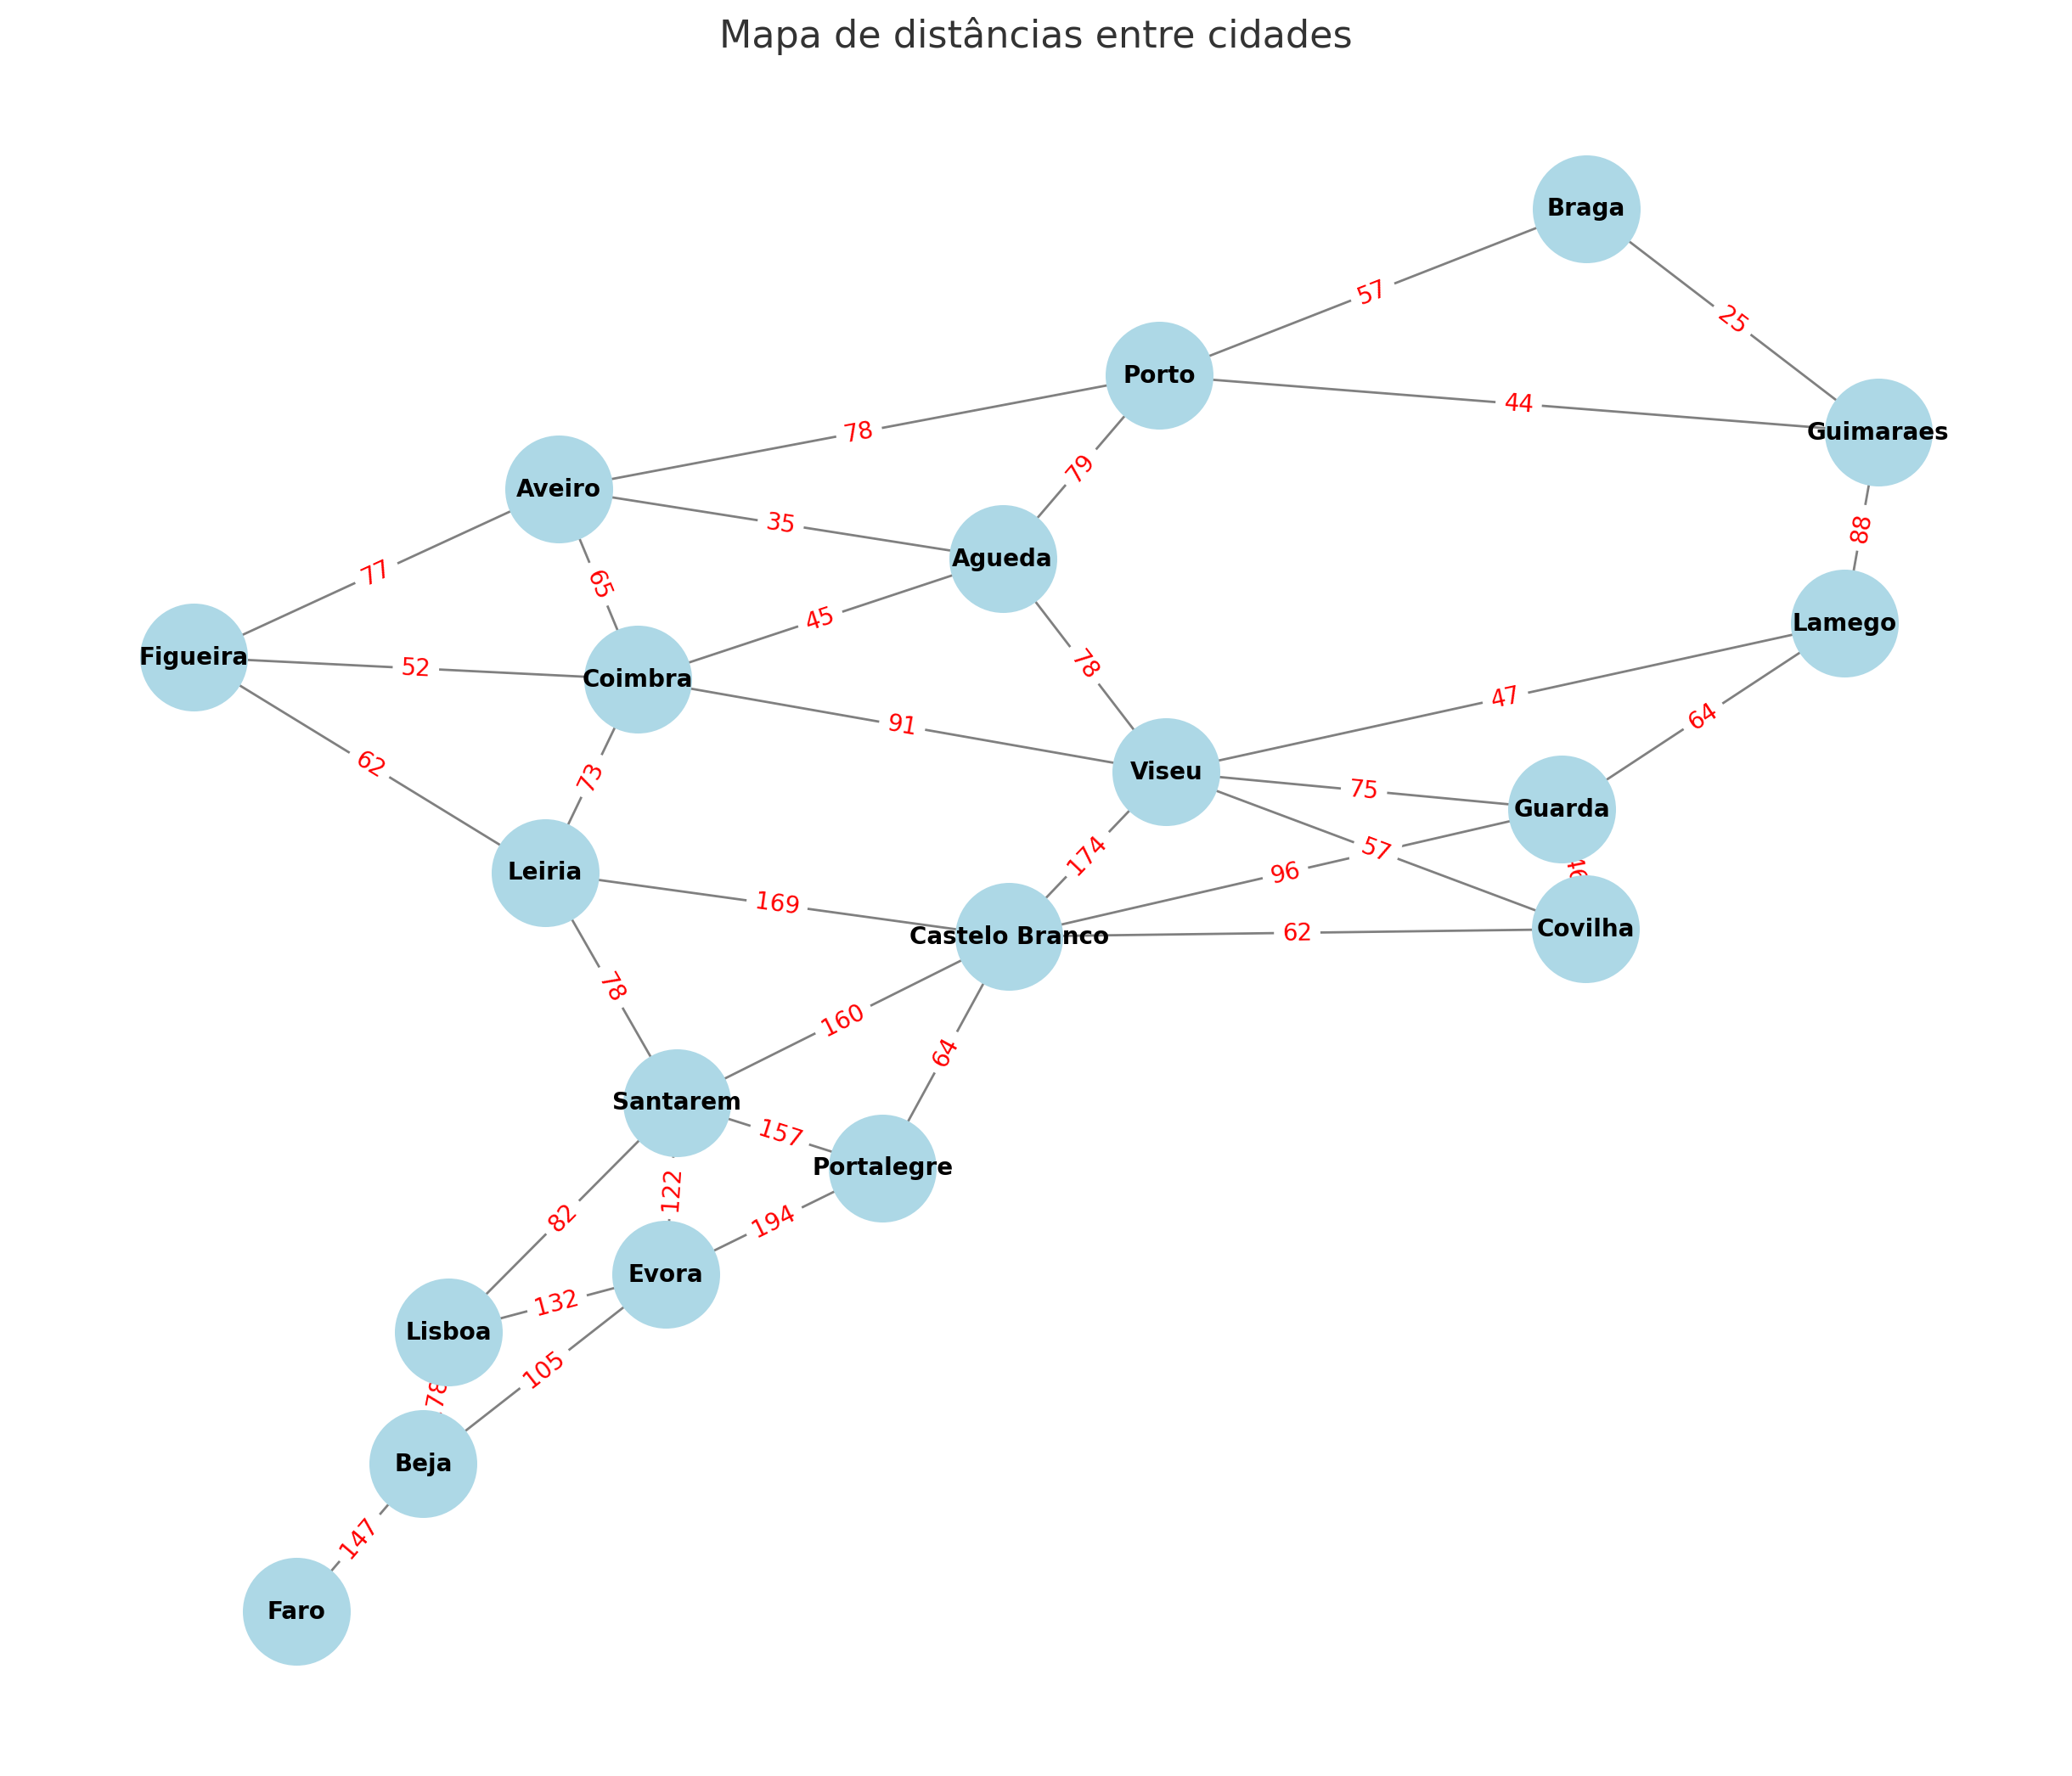 Mapa de distâncias entre cidades
Braga
57
25
Porto
44
Guimaraes
78
79
Aveiro
35
88
Agueda
77
65
45
Lamego
Figueira
52
Coimbra
78
47
91
64
62
73
Viseu
75
Guarda
57
174
96
46
Leiria
169
Castelo Branco
62
Covilha
78
160
64
Santarem
157
Portalegre
122
82
194
Evora
132
Lisboa
105
78
Beja
147
Faro